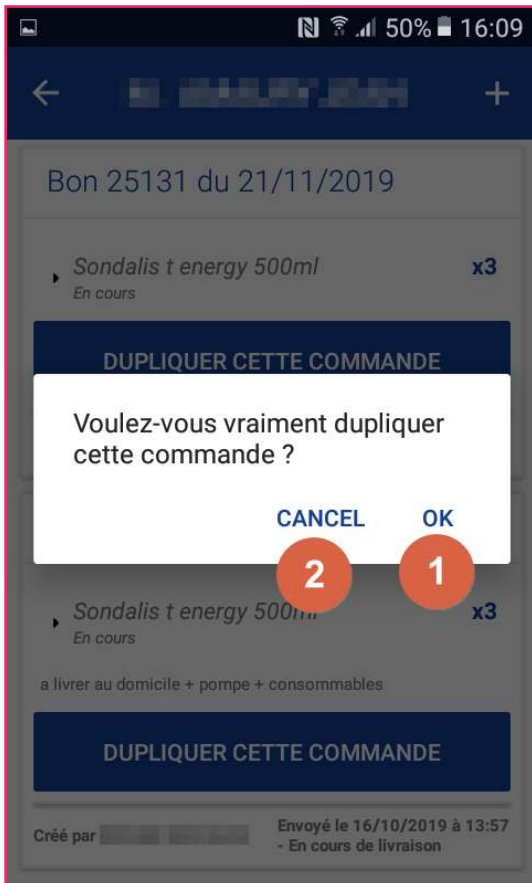 50% 16:09
Bon 25131 du 21/11/2019
Sondalis t energy 500ml x3
En cours
DUPLIQUER CETTE COMMANDE
Voulez-vous vraiment dupliquer
cette commande ?
CANCEL OK
2 1
Sondalis t energy 500ml x3
En cours
a livrer au domicile + pompe + consommables
DUPLIQUER CETTE COMMANDE
Envoyé le 16/10/2019 à 13:57
Créé par
- En cours de livraison